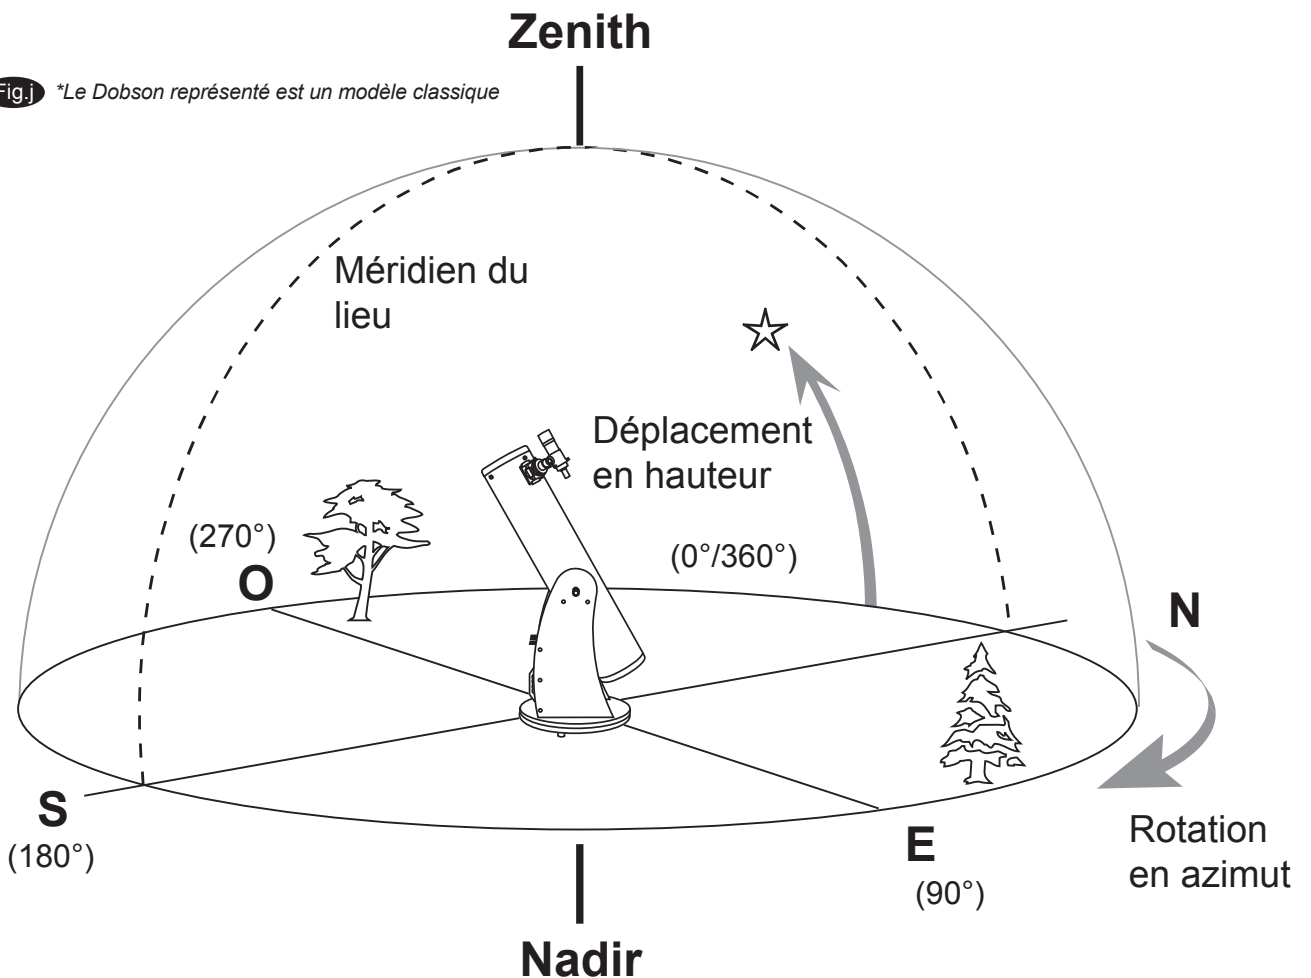 Zenith
Fig.j *Le Dobson représenté est un modèle classique
Méridien du
lieu
Déplacement
en hauteur
(270°)
O
(0°/360°)
N
S
(180°)
E
(90°)
Rotation
en azimut
Nadir